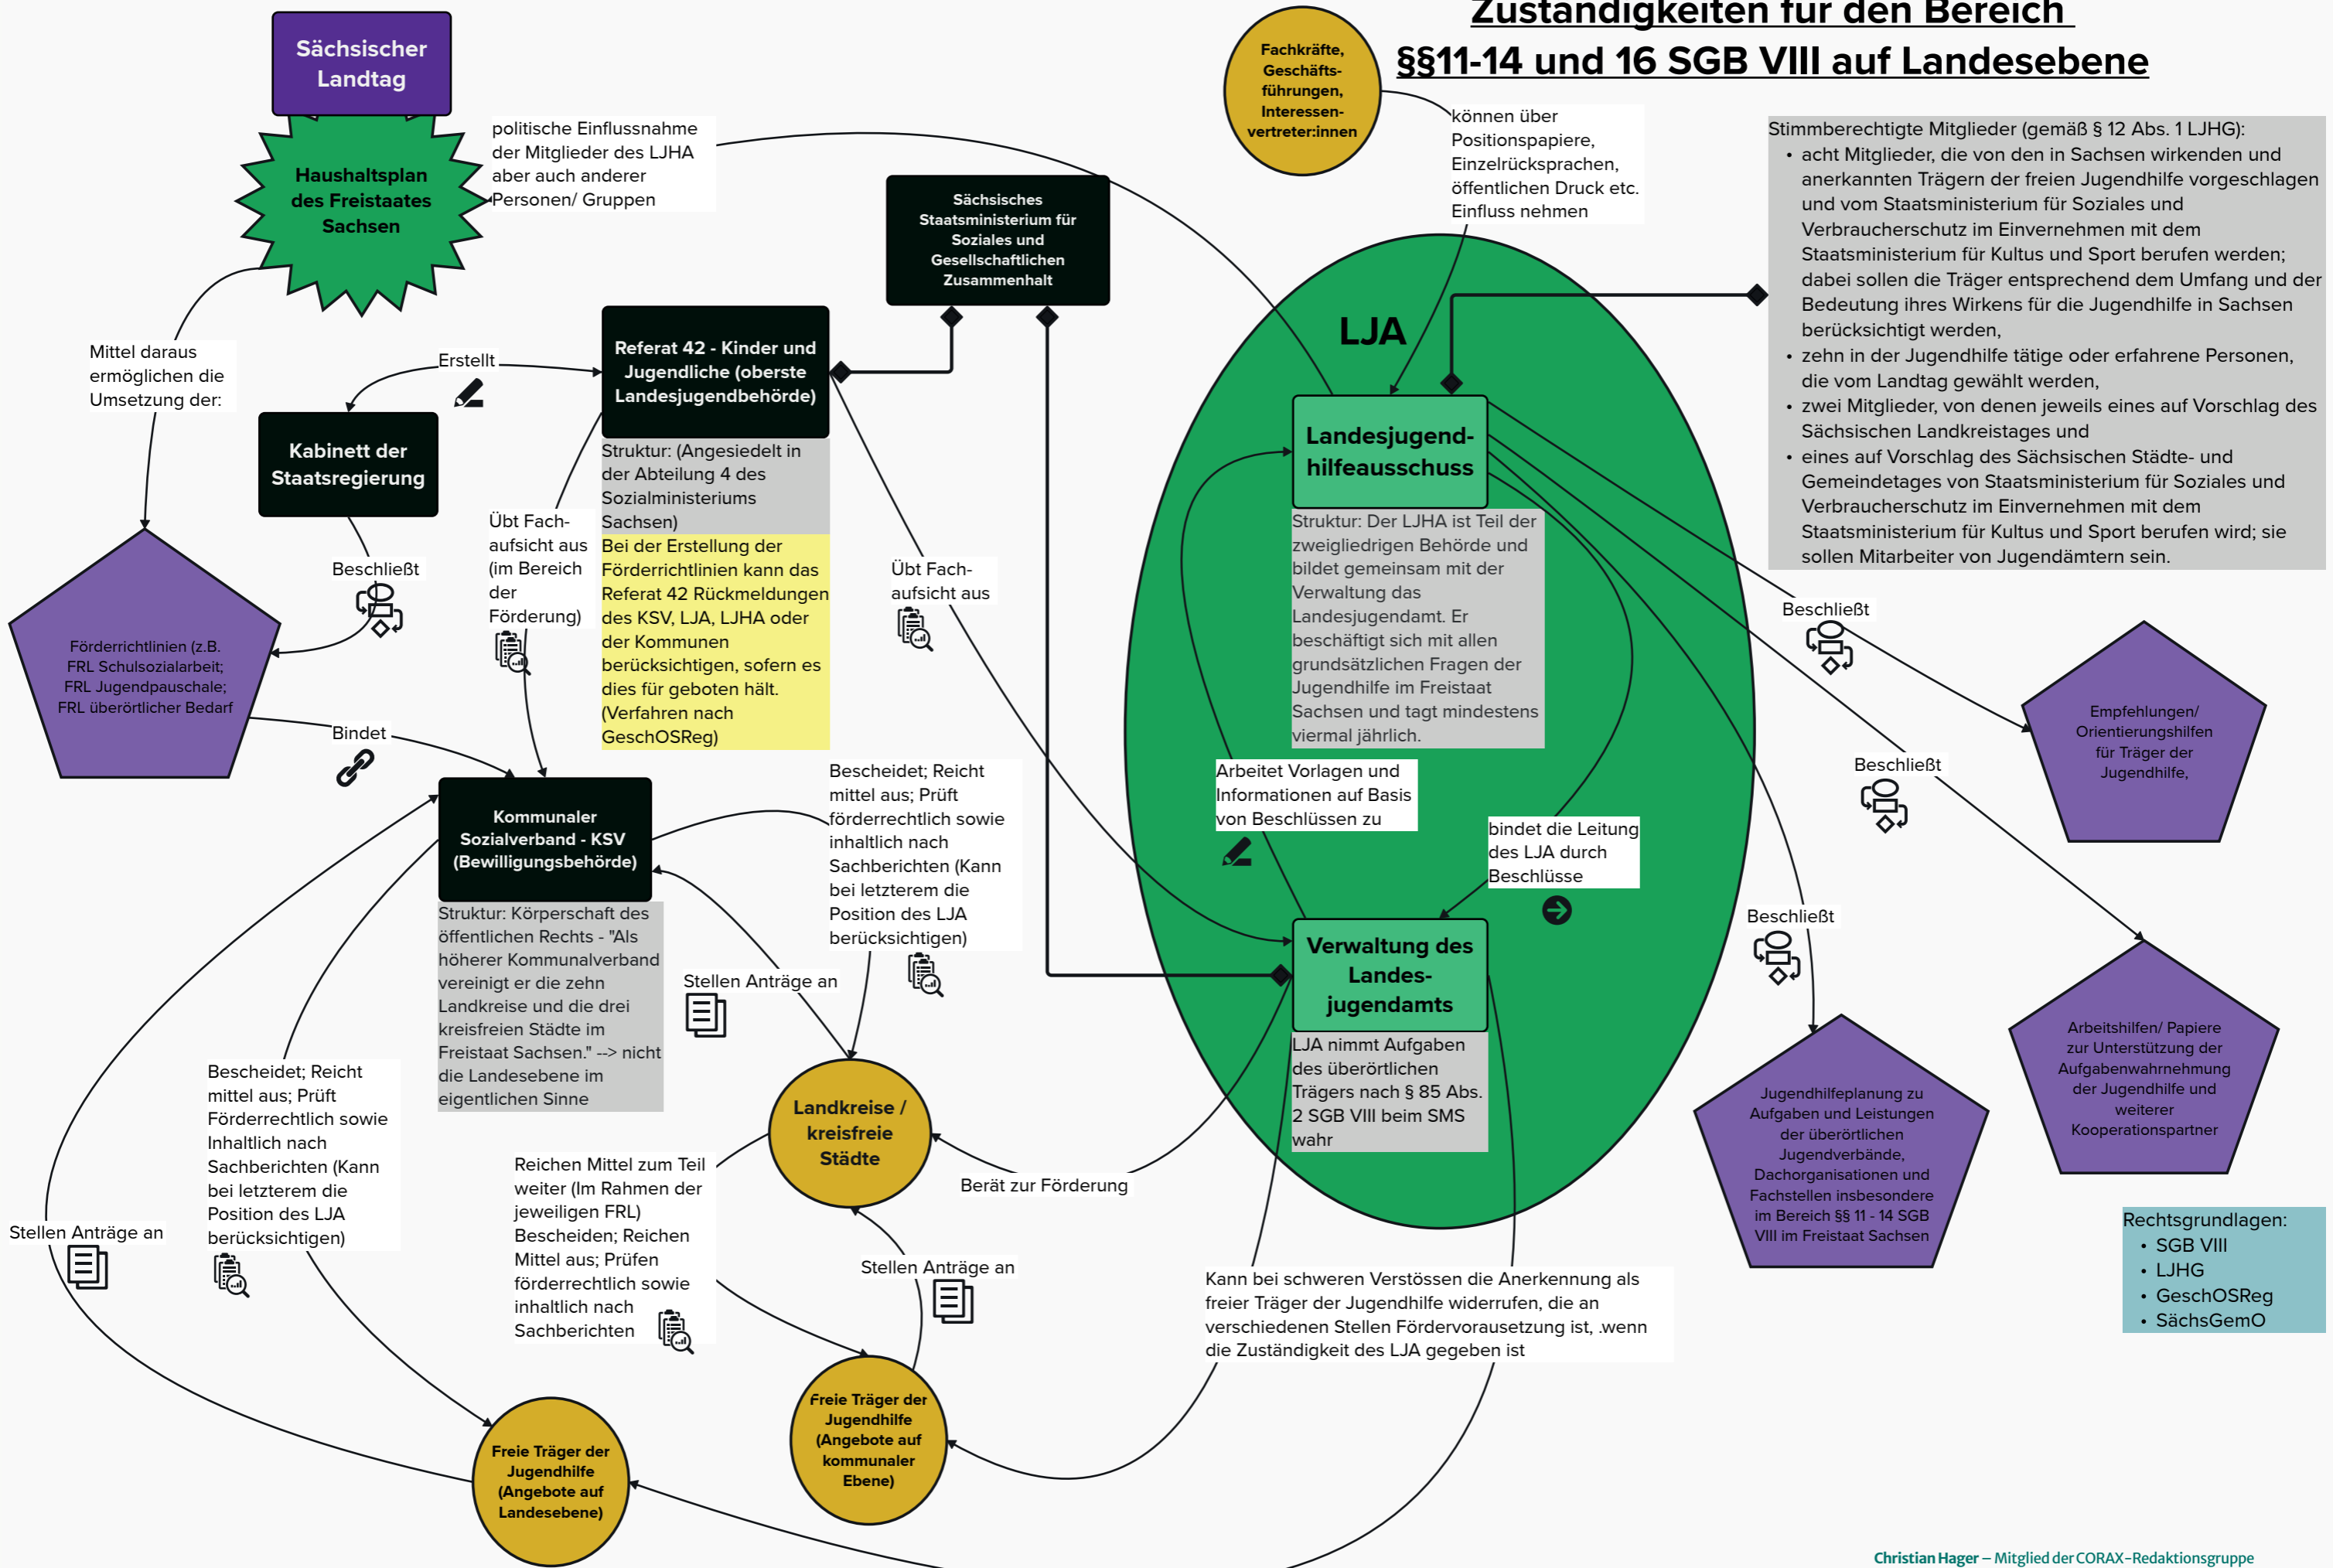 Zuständigkeiten für den Bereich
§§11-14 und 16 SGB VIII auf Landesebene
Sächsischer
Landtag
Haushaltsplan
des Freistaates
Sachsen
politische Einflussnahme
der Mitglieder des LJHA
aber auch anderer
Personen/ Gruppen
Fachkräfte,
Geschäfts-
führungen,
Interessen-
vertreter:innen
können über
Positionspapiere,
Einzelrücksprachen,
öffentlichen Druck etc.
Einfluss nehmen
Stimmberechtigte Mitglieder (gemäß § 12 Abs. 1 LJHG):
• acht Mitglieder, die von den in Sachsen wirkenden und
anerkannten Trägern der freien Jugendhilfe vorgeschlagen
und vom Staatsministerium für Soziales und
Verbraucherschutz im Einvernehmen mit dem
Staatsministerium für Kultus und Sport berufen werden;
dabei sollen die Träger entsprechend dem Umfang und der
Bedeutung ihres Wirkens für die Jugendhilfe in Sachsen
berücksichtigt werden,
• zehn in der Jugendhilfe tätige oder erfahrene Personen,
die vom Landtag gewählt werden,
• zwei Mitglieder, von denen jeweils eines auf Vorschlag des
Sächsischen Landkreistages und
• eines auf Vorschlag des Sächsischen Städte- und
Gemeindetages von Staatsministerium für Soziales und
Verbraucherschutz im Einvernehmen mit dem
Staatsministerium für Kultus und Sport berufen wird; sie
sollen Mitarbeiter von Jugendämtern sein.
Sächsisches
Staatsministerium für
Soziales und
Gesellschaftlichen
Zusammenhalt
Mittel daraus
ermöglichen die
Umsetzung der:
Erstellt
Referat 42 - Kinder und
Jugendliche (oberste
Landesjugendbehörde)
Struktur: (Angesiedelt in
der Abteilung 4 des
Sozialministeriums
Sachsen)
Bei der Erstellung der
Förderrichtlinien kann das
Referat 42 Rückmeldungen
des KSV, LJA, LJHA oder
der Kommunen
berücksichtigen, sofern es
dies für geboten hält.
(Verfahren nach
GeschOSReg)
Kabinett der
Staatsregierung
Beschließt
Übt Fach-
aufsicht aus
(im Bereich
der
Förderung)
Übt Fach-
aufsicht aus
LJA
Landesjugend-
hilfeausschuss
Struktur: Der LJHA ist Teil der
zweigliedrigen Behörde und
bildet gemeinsam mit der
Verwaltung das
Landesjugendamt. Er
beschäftigt sich mit allen
grundsätzlichen Fragen der
Jugendhilfe im Freistaat
Sachsen und tagt mindestens
viermal jährlich.
Förderrichtlinien (z.B.
FRL Schulsozialarbeit;
FRL Jugendpauschale;
FRL überörtlicher Bedarf
Bindet
Beschließt
Empfehlungen/
Orientierungshilfen
für Träger der
Jugendhilfe,
Beschließt
Kommunaler
Sozialverband - KSV
(Bewilligungsbehörde)
Struktur: Körperschaft des
öffentlichen Rechts - "Als
höherer Kommunalverband
vereinigt er die zehn
Landkreise und die drei
kreisfreien Städte im
Freistaat Sachsen." --> nicht
die Landesebene im
eigentlichen Sinne
Bescheidet; Reicht
mittel aus; Prüft
förderrechtlich sowie
inhaltlich nach
Sachberichten (Kann
bei letzterem die
Position des LJA
berücksichtigen)
Arbeitet Vorlagen und
Informationen auf Basis
von Beschlüssen zu
bindet die Leitung
des LJA durch
Beschlüsse
Stellen Anträge an
Verwaltung des
Landes-
jugendamts
LJA nimmt Aufgaben
des überörtlichen
Trägers nach § 85 Abs.
2 SGB VIII beim SMS
wahr
Beschließt
Jugendhilfeplanung zu
Aufgaben und Leistungen
der überörtlichen
Jugendverbände,
Dachorganisationen und
Fachstellen insbesondere
im Bereich §§ 11 - 14 SGB
VIII im Freistaat Sachsen
Arbeitshilfen/ Papiere
zur Unterstützung der
Aufgabenwahrnehmung
der Jugendhilfe und
weiterer
Kooperationspartner
Bescheidet; Reicht
mittel aus; Prüft
Förderrechtlich sowie
Inhaltlich nach
Sachberichten (Kann
bei letzterem die
Position des LJA
berücksichtigen)
Stellen Anträge an
Landkreise /
kreisfreie
Städte
Berät zur Förderung
Reichen Mittel zum Teil
weiter (Im Rahmen der
jeweiligen FRL)
Bescheiden; Reichen
Mittel aus; Prüfen
förderrechtlich sowie
inhaltlich nach
Sachberichten
Stellen Anträge an
Kann bei schweren Verstössen die Anerkennung als
freier Träger der Jugendhilfe widerrufen, die an
verschiedenen Stellen Fördervorausetzung ist, .wenn
die Zuständigkeit des LJA gegeben ist
Rechtsgrundlagen:
• SGB VIII
• LJHG
• GeschOSReg
• SächsGemO
Freie Träger der
Jugendhilfe
(Angebote auf
kommunaler
Ebene)
Freie Träger der
Jugendhilfe
(Angebote auf
Landesebene)
Christian Hager – Mitglied der CORAX-Redaktionsgruppe